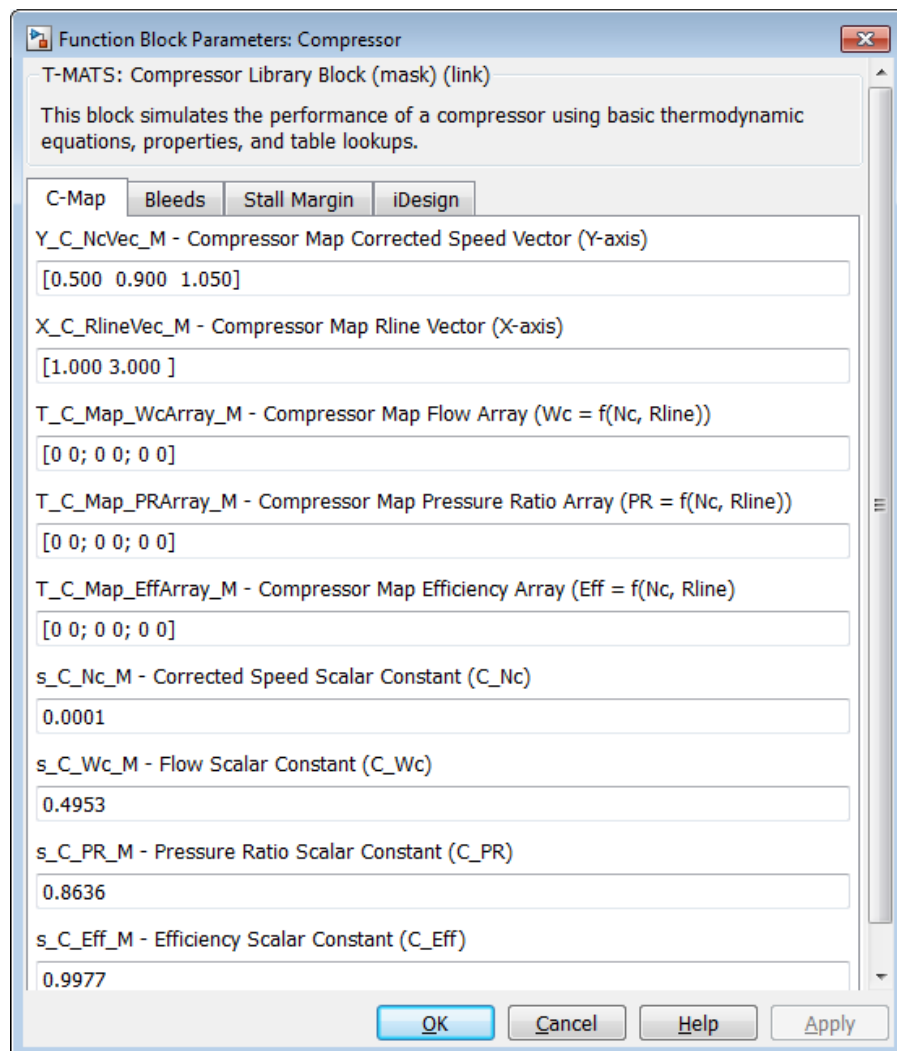 Function Block Parameters: Compressor
T-MATS: Compressor Library Block (mask) (link)
This block simulates the performance of a compressor using basic thermodynamic
equations, properties, and table lookups.
C-Map Bleeds Stall Margin iDesign
Y_C_NcVec_M - Compressor Map Corrected Speed Vector (Y-axis)
[0.500  0.900  1.050]
X_C_RlineVec_M - Compressor Map Rline Vector (X-axis)
[1.000 3.000 ]
T_C_Map_WcArray_M - Compressor Map Flow Array (Wc = f(Nc, Rline))
[0 0; 0 0; 0 0]
T_C_Map_PRArray_M - Compressor Map Pressure Ratio Array (PR = f(Nc, Rline))
[0 0; 0 0; 0 0]
T_C_Map_EffArray_M - Compressor Map Efficiency Array (Eff = f(Nc, Rline)
[0 0; 0 0; 0 0]
s_C_Nc_M - Corrected Speed Scalar Constant (C_Nc)
0.0001
s_C_Wc_M - Flow Scalar Constant (C_Wc)
0.4953
s_C_PR_M - Pressure Ratio Scalar Constant (C_PR)
0.8636
s_C_Eff_M - Efficiency Scalar Constant (C_Eff)
0.9977
OK Cancel Help Apply